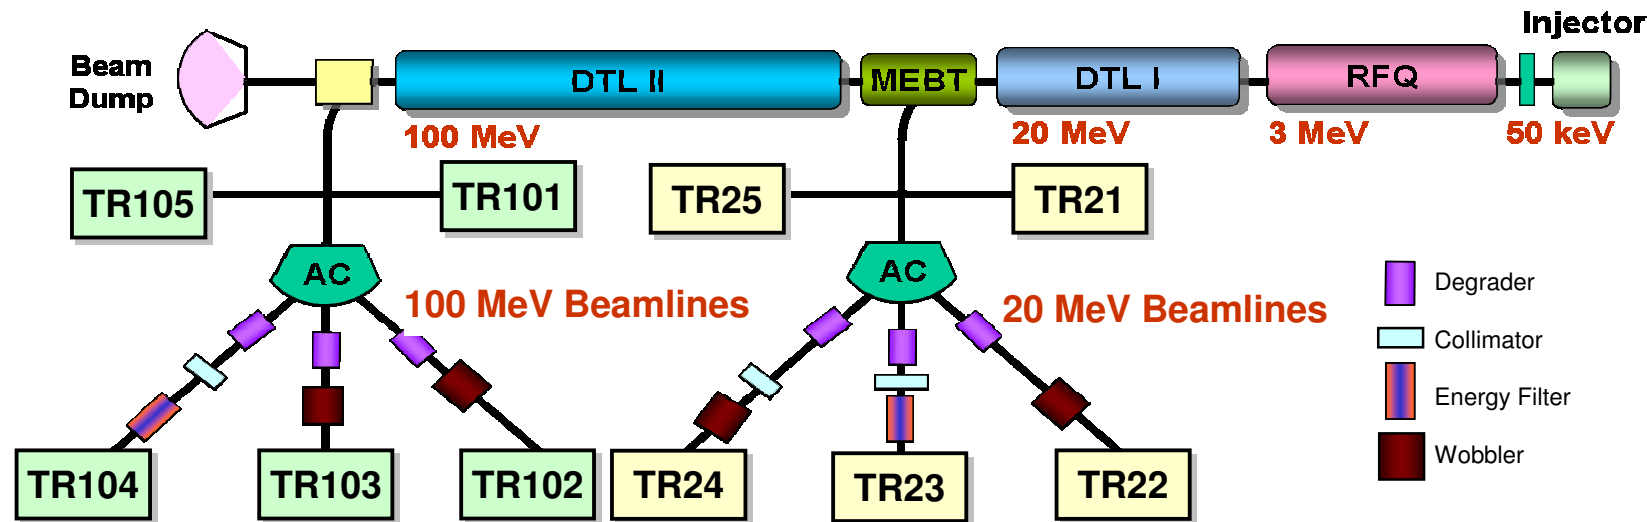 Injector
Beam
Dump
DTL II
MEBT
DTL I
RFQ
100 MeV
20 MeV
3 MeV
50 keV
TR105
TR101
TR25
TR21
AC
AC
100 MeV Beamlines
20 MeV Beamlines
Degrader
Collimator
Energy Filter
Wobbler
TR104
TR103
TR102
TR24
TR23
TR22